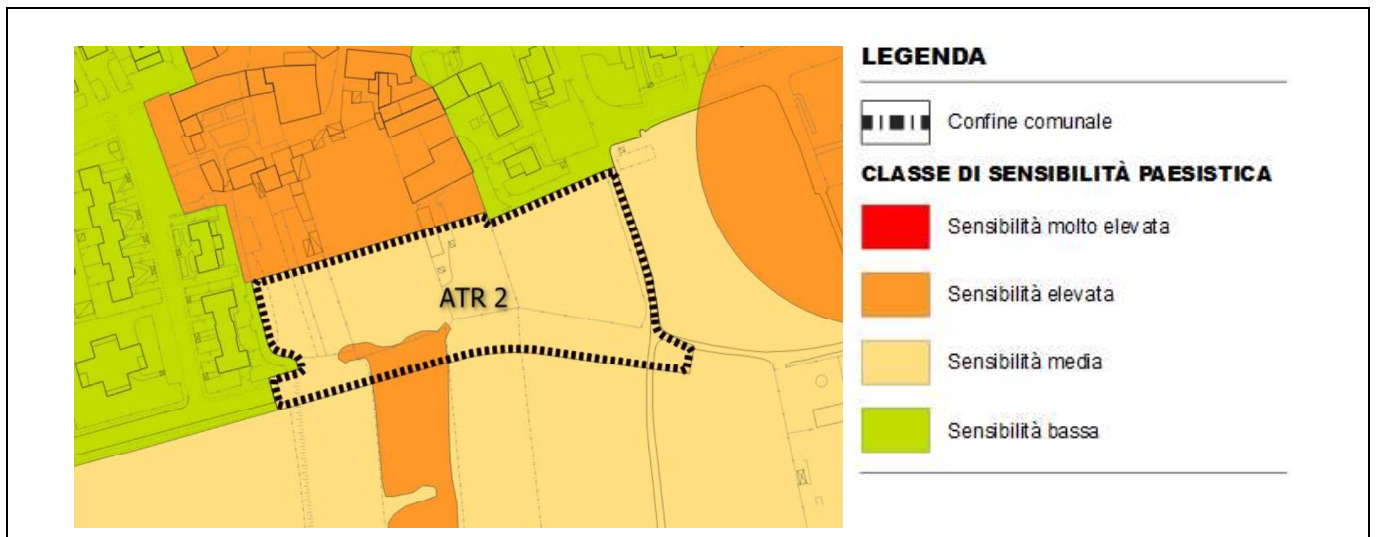 ATR 2
LEGENDA
Confine comunale
CLASSE DI SENSIBILITÀ PAESISTICA
Sensibilità molto elevata
Sensibilità elevata
Sensibilità media
Sensibilità bassa